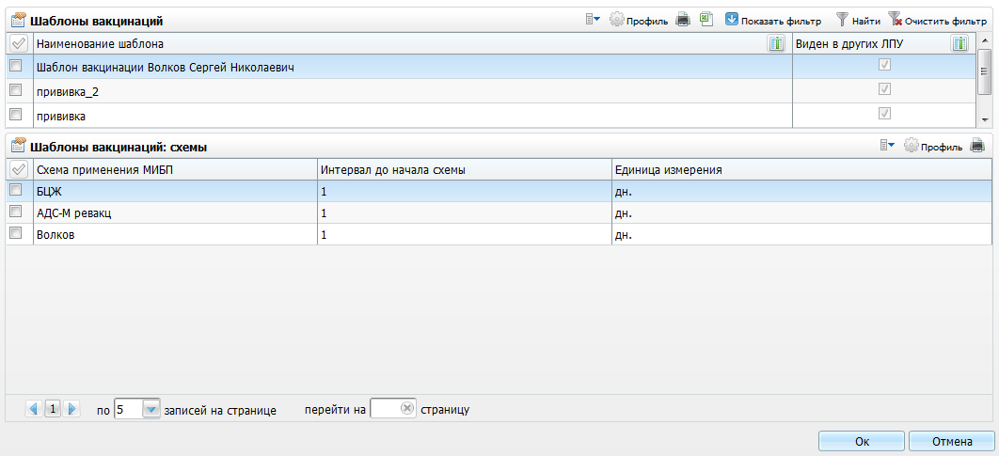 Шаблоны вакцинаций Профиль Показать фильтр Найти Очистить фильтр
Наименование шаблона Виден в других ЛПУ
Шаблон вакцинации Волков Сергей Николаевич
прививка_2
прививка
Шаблоны вакцинаций: схемы Профиль
Схема применения МИБП Интервал до начала схемы Единица измерения
БЦЖ 1 дн.
АДС-М ревакц 1 дн.
Волков 1 дн.
1 по 5 записей на странице перейти на страницу
Ок Отмена